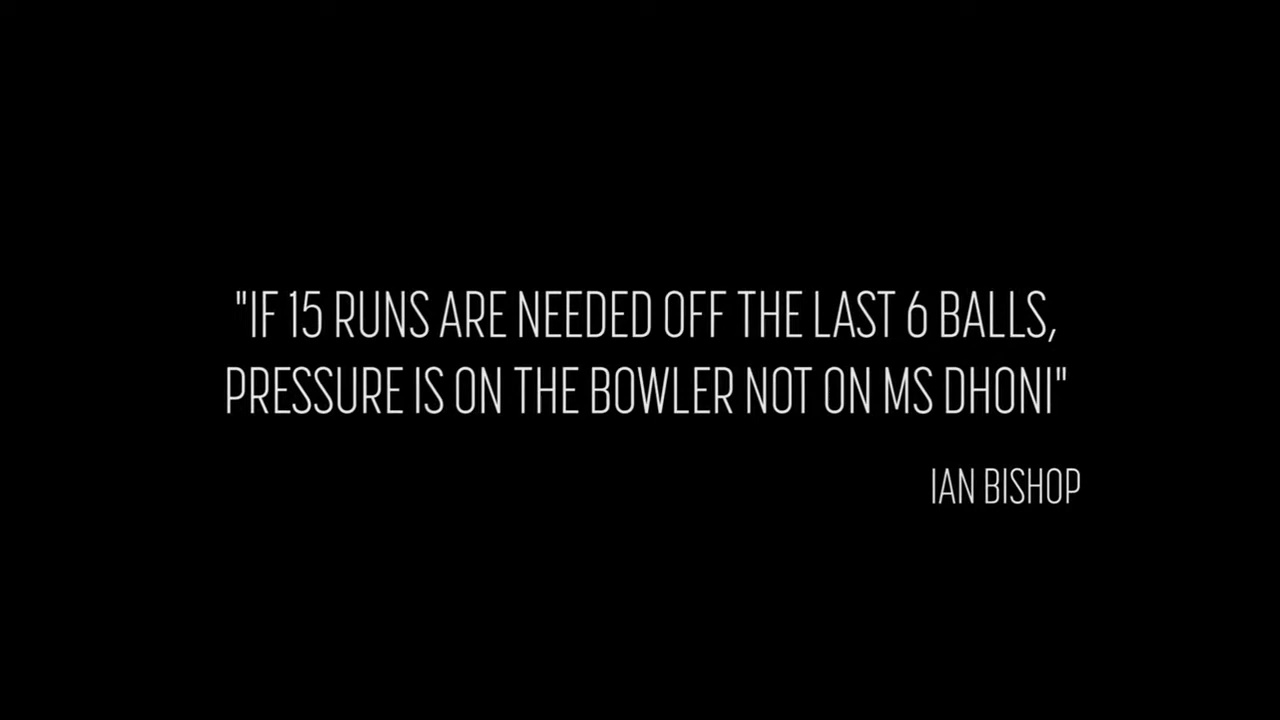 "IF 15 RUNS ARE NEEDED OFF THE LAST 6 BALLS,
PRESSURE IS ON THE BOWLER NOT ON MS DHONI"
IAN BISHOP